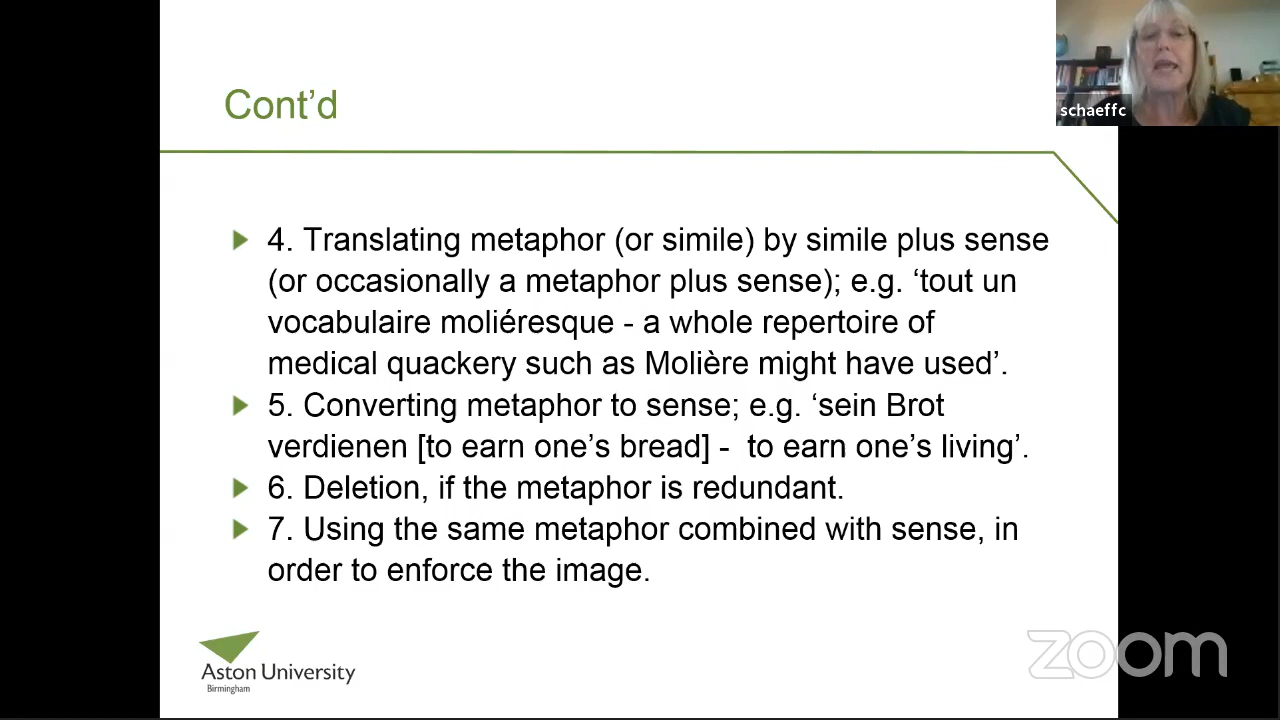 Cont’d
schaeffc
4. Translating metaphor (or simile) by simile plus sense
(or occasionally a metaphor plus sense); e.g. ‘tout un
vocabulaire moliéresque - a whole repertoire of
medical quackery such as Molière might have used’.
5. Converting metaphor to sense; e.g. ‘sein Brot
verdienen [to earn one’s bread] - to earn one’s living’.
6. Deletion, if the metaphor is redundant.
7. Using the same metaphor combined with sense, in
order to enforce the image.
Aston University
Birmingham
zoom